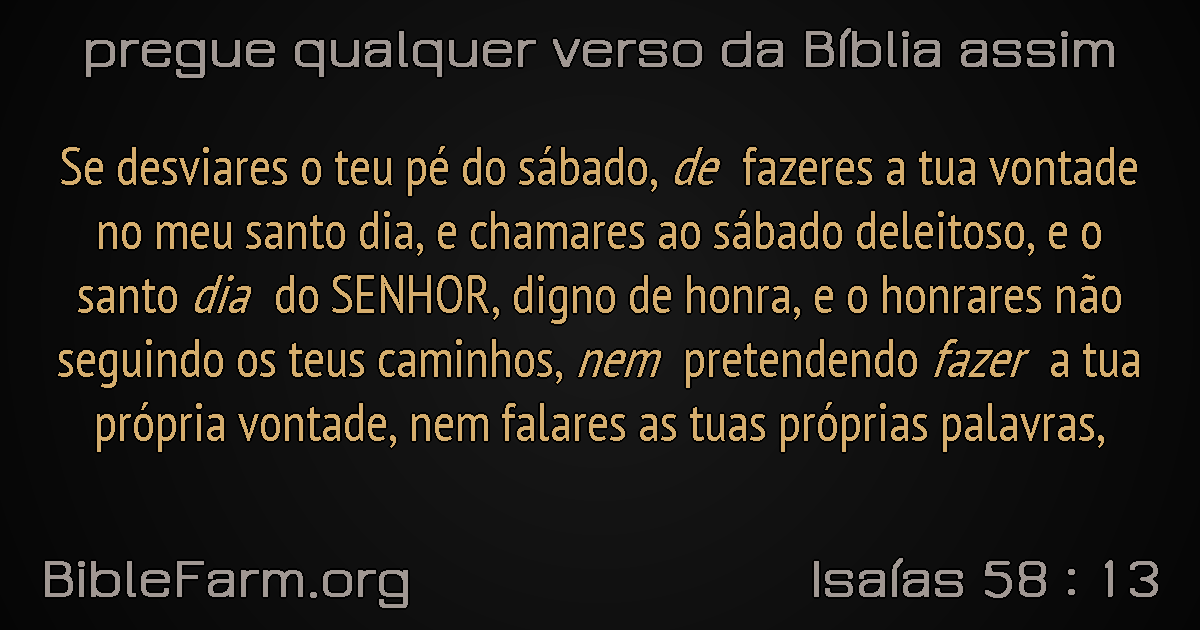 pregue qualquer verso da Bíblia assim
Se desviares o teu pé do sábado, de fazeres a tua vontade
no meu santo dia, e chamares ao sábado deleitoso, e o
santo dia do SENHOR, digno de honra, e o honrares não
seguindo os teus caminhos, nem pretendendo fazer a tua
própria vontade, nem falares as tuas próprias palavras,
BibleFarm.org
Isaías 58 : 13